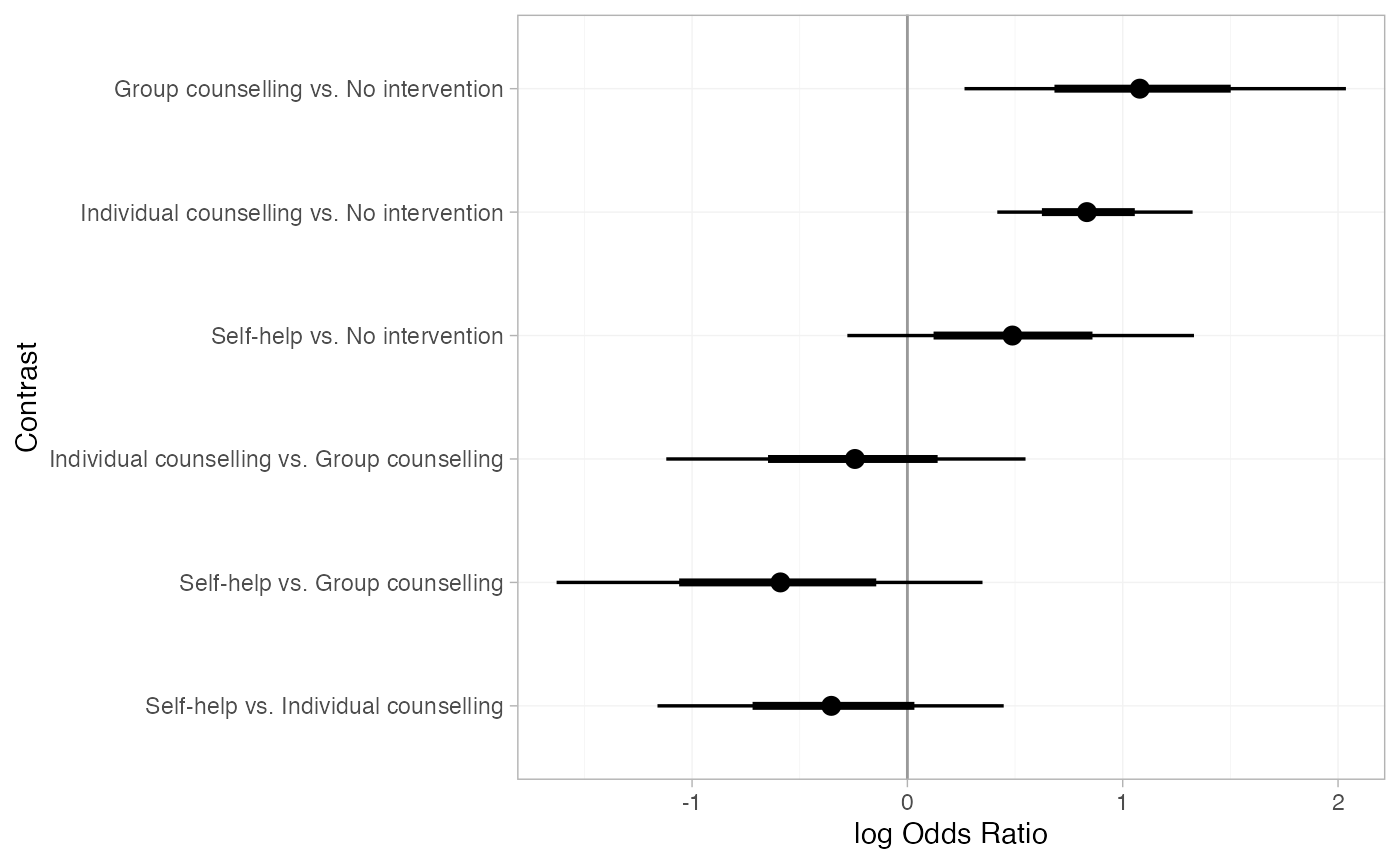 Group counselling vs. No intervention
Individual counselling vs. No intervention
Self-help vs. No intervention
Individual counselling vs. Group counselling
Self-help vs. Group counselling
Self-help vs. Individual counselling
Contrast
-1 0 1 2
log Odds Ratio